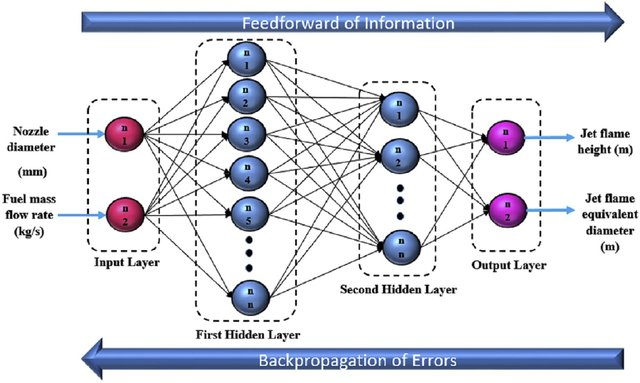 Feedforward of Information
Nozzle
diameter
(mm)
Fuel mass
flow rate
(kg/s)
n
1
n
2
Input Layer
n
1
n
2
n
3
n
4
n
5
n
n
First Hidden Layer
n
1
n
2
n
n
Second Hidden Layer
n
1
n
2
Output Layer
Jet flame
height (m)
Jet flame
equivalent
diameter
(m)
Backpropagation of Errors